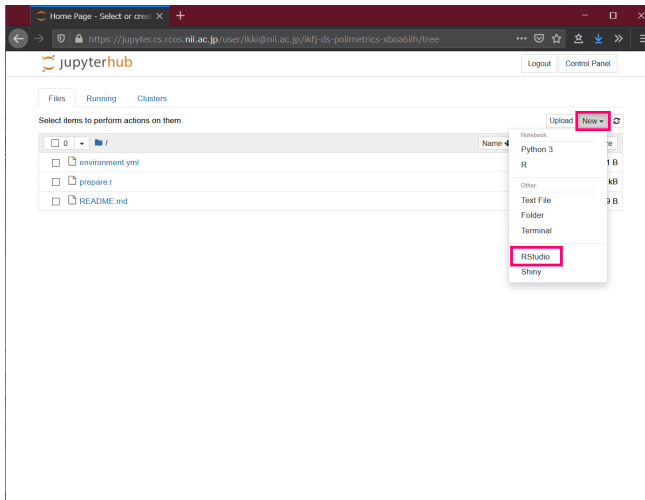 Home Page - Select or creat
https://jupyter.cs.rcos.nii.ac.jp/user/ikki@nii.ac.jp/ikfj-ds-polimetrics-xboa6iih/tree
jupyterhub
Logout Control Panel
Files Running Clusters
Select items to perform actions on them.
Upload New
0 / Name
Notebook:
environment.yml
Python 3
prepare.r kB
R
README.md
Other:
Text File
Folder
Terminal
RStudio
Shiny